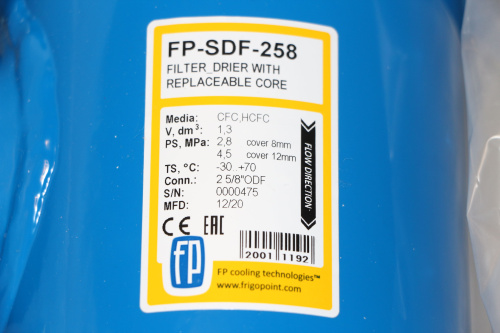 FP-SDF-258
FILTER_DRIER WITH
REPLACEABLE CORE
Media: CFC,HCFC
V, dm³: 1,3
PS, MPa: 2,8 cover 8mm
4,5 cover 12mm
TS, °C: -30..+70
Conn.: 2 5/8"ODF
S/N: 0000475
MFD: 12/20
FLOW DIRECTION
CE EAC
2001 1192
fp
FP cooling technologies™
www.frigopoint.com